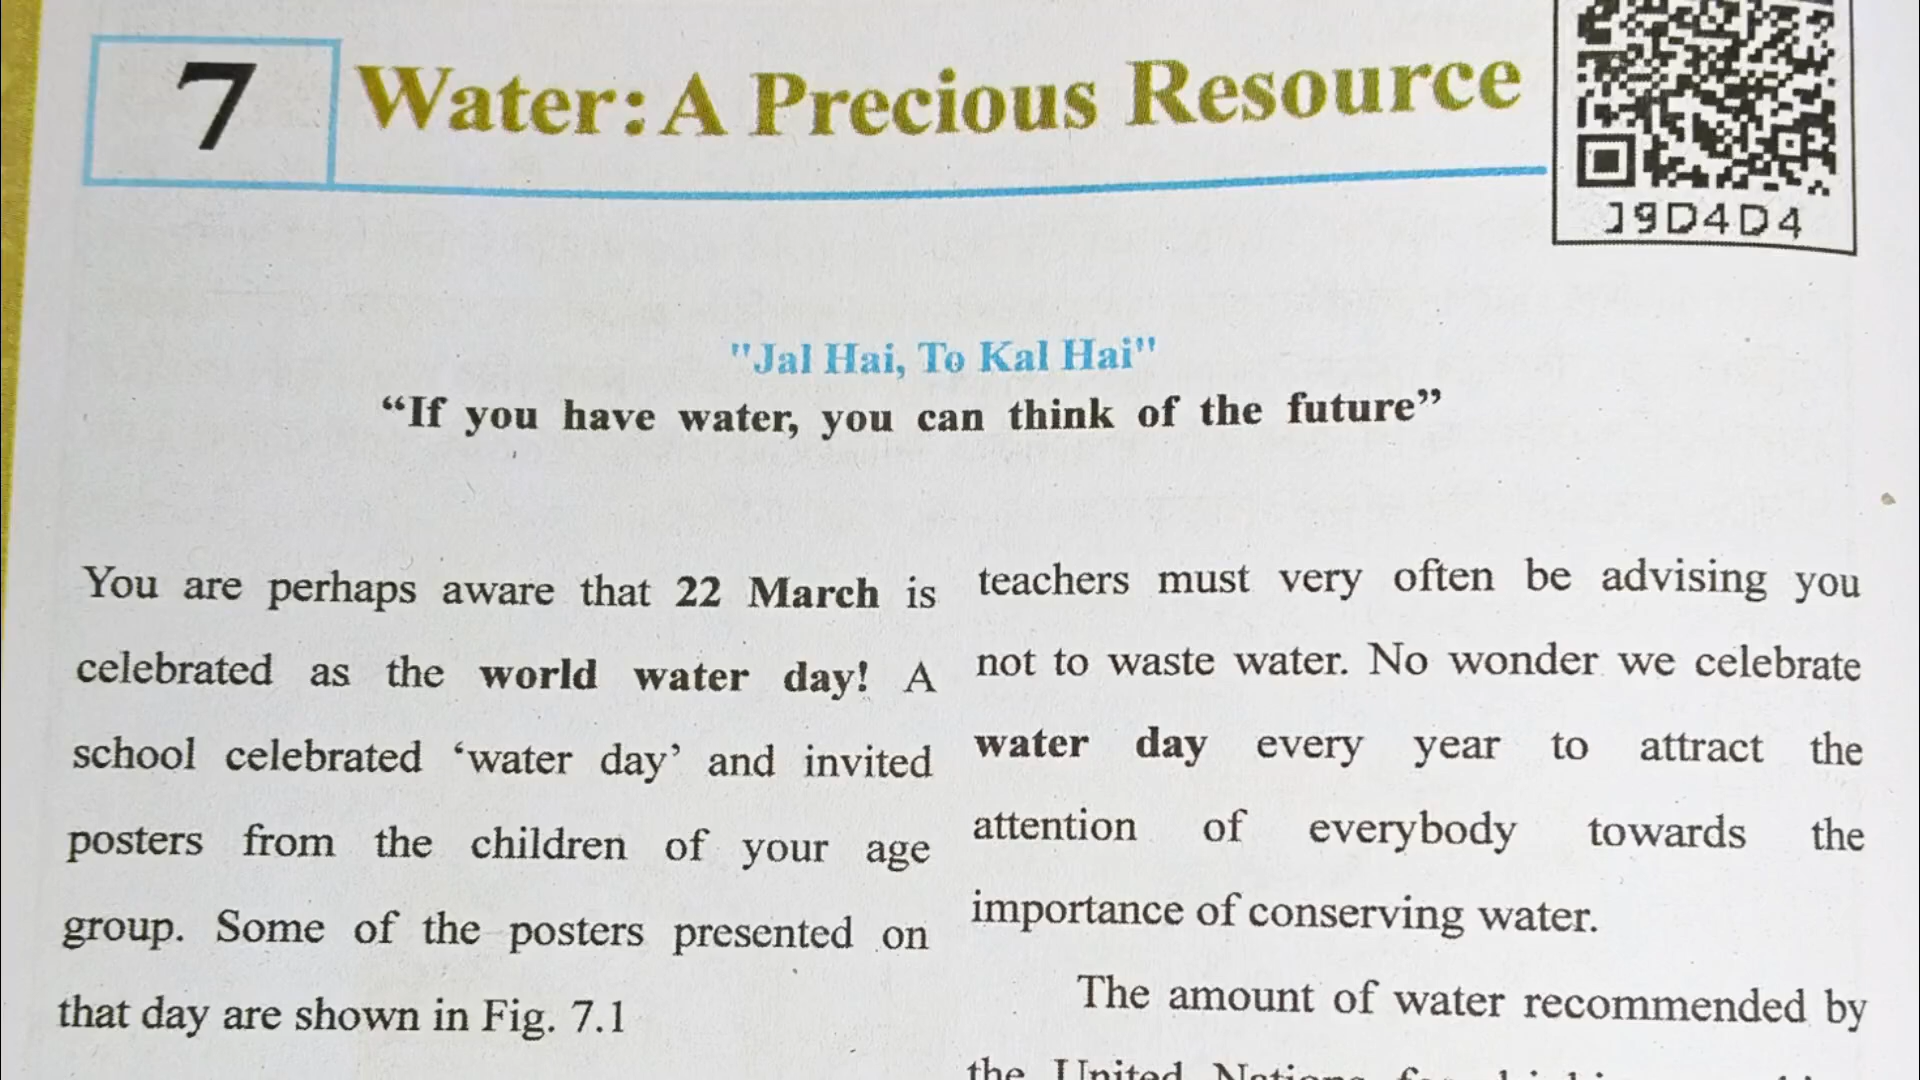 7
Water: A Precious Resource
J9D4D4
"Jal Hai, To Kal Hai"
“If you have water, you can think of the future”
You are perhaps aware that 22 March is
celebrated as the world water day! A
school celebrated ‘water day’ and invited
posters from the children of your age
group. Some of the posters presented on
that day are shown in Fig. 7.1
teachers must very often be advising you
not to waste water. No wonder we celebrate
water day every year to attract the
attention of everybody towards the
importance of conserving water.
The amount of water recommended by
the United Nations for